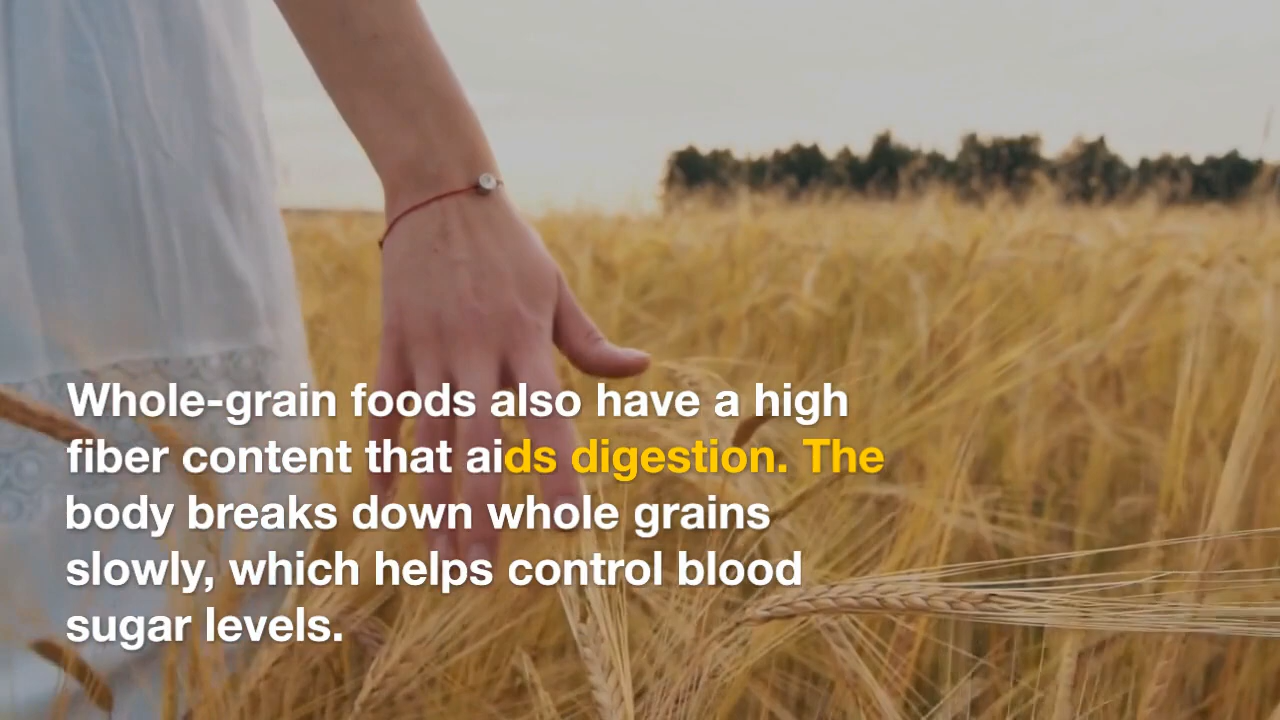 Whole-grain foods also have a high
fiber content that aids digestion. The
body breaks down whole grains
slowly, which helps control blood
sugar levels.